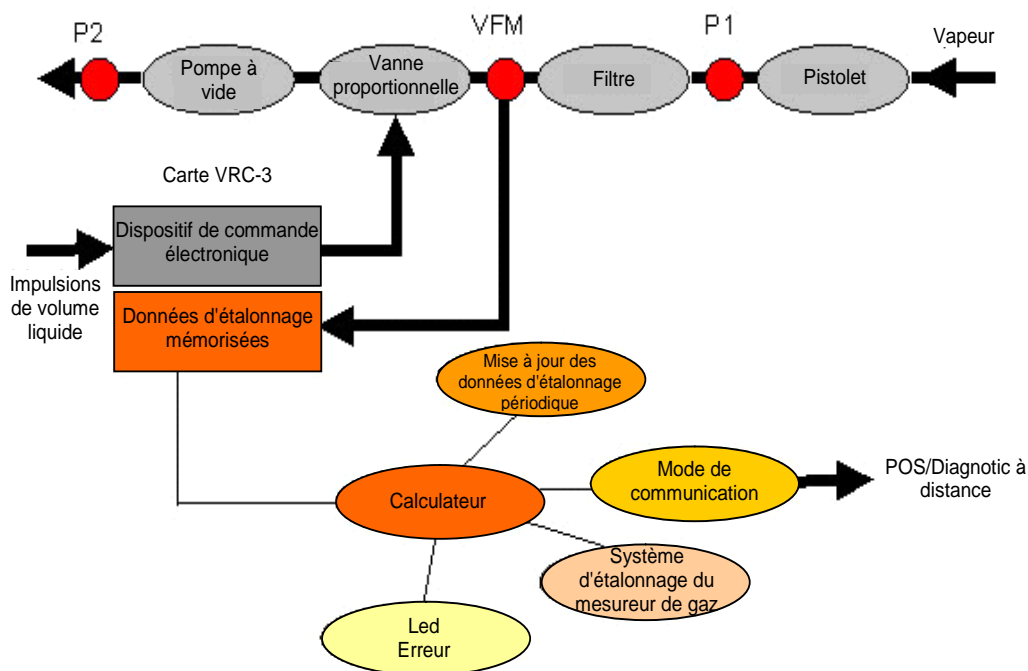 P2
VFM
P1
Vapeur
Pompe à
vide
Vanne
proportionnelle
Filtre
Pistolet
Carte VRC-3
Dispositif de commande
électronique
Impulsions
de volume
liquide
Données d'étalonnage
mémorisées
Mise à jour des
données d'étalonnage
périodique
Mode de
communication
POS/Diagnotic à
distance
Calculateur
Système
d'étalonnage du
mesureur de gaz
Led
Erreur